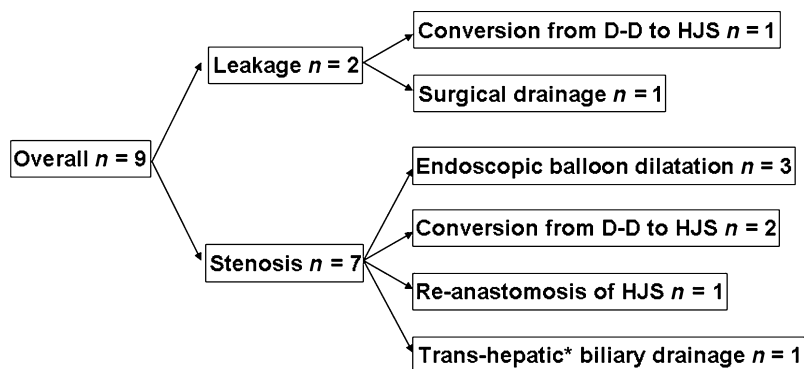 Overall n = 9
Leakage n = 2
Conversion from D-D to HJS n = 1
Surgical drainage n = 1
Stenosis n = 7
Endoscopic balloon dilatation n = 3
Conversion from D-D to HJS n = 2
Re-anastomosis of HJS n = 1
Trans-hepatic* biliary drainage n = 1